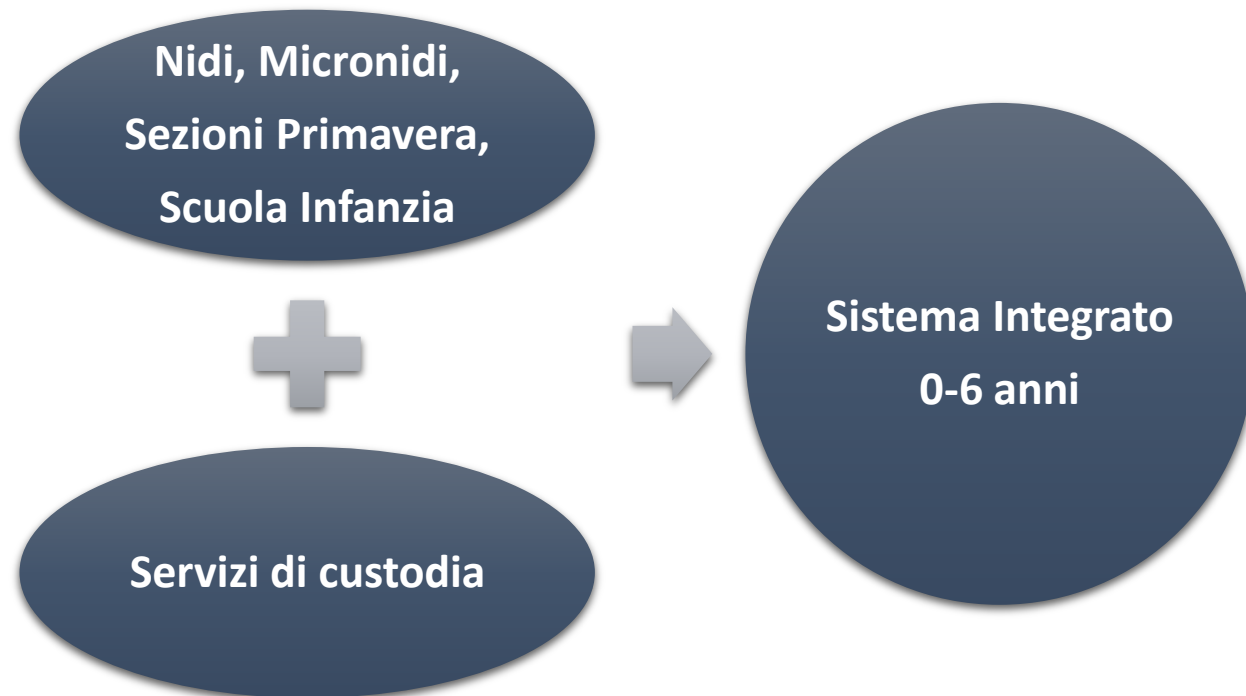 Nidi, Micronidi,
Sezioni Primavera,
Scuola Infanzia
Servizi di custodia
Sistema Integrato
0-6 anni